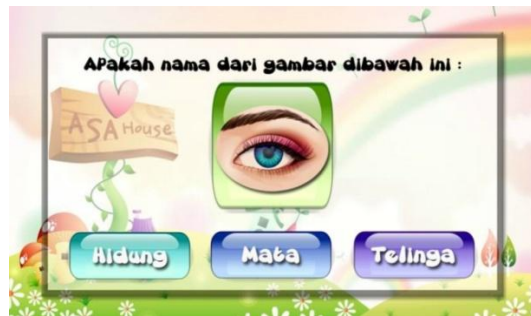 APakah nama dari gambar dibawah ini :
ASA House
Hidung
Mata
Telinga